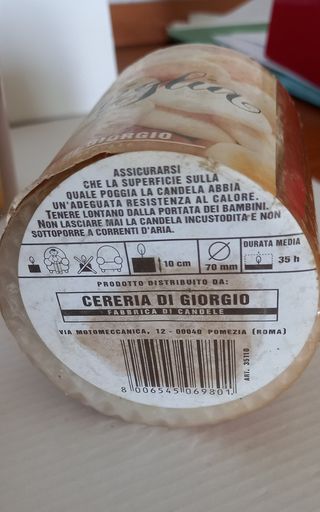 DI GIORGIO
ASSICURARSI
CHE LA SUPERFICIE SULLA
QUALE POGGIA LA CANDELA ABBIA
UN'ADEGUATA RESISTENZA AL CALORE.
TENERE LONTANO DALLA PORTATA DEI BAMBINI.
NON LASCIARE MAI LA CANDELA INCUSTODITA E NON
SOTTOPORRE A CORRENTI D'ARIA.
10 cm
70 mm
DURATA MEDIA
35 h
PRODOTTO DISTRIBUITO DA:
CERERIA DI GIORGIO
FABBRICA DI CANDELE
VIA MOTOMECCANICA, 12 - 00040 POMEZIA (ROMA)
8 006545 069801
ART. 35110